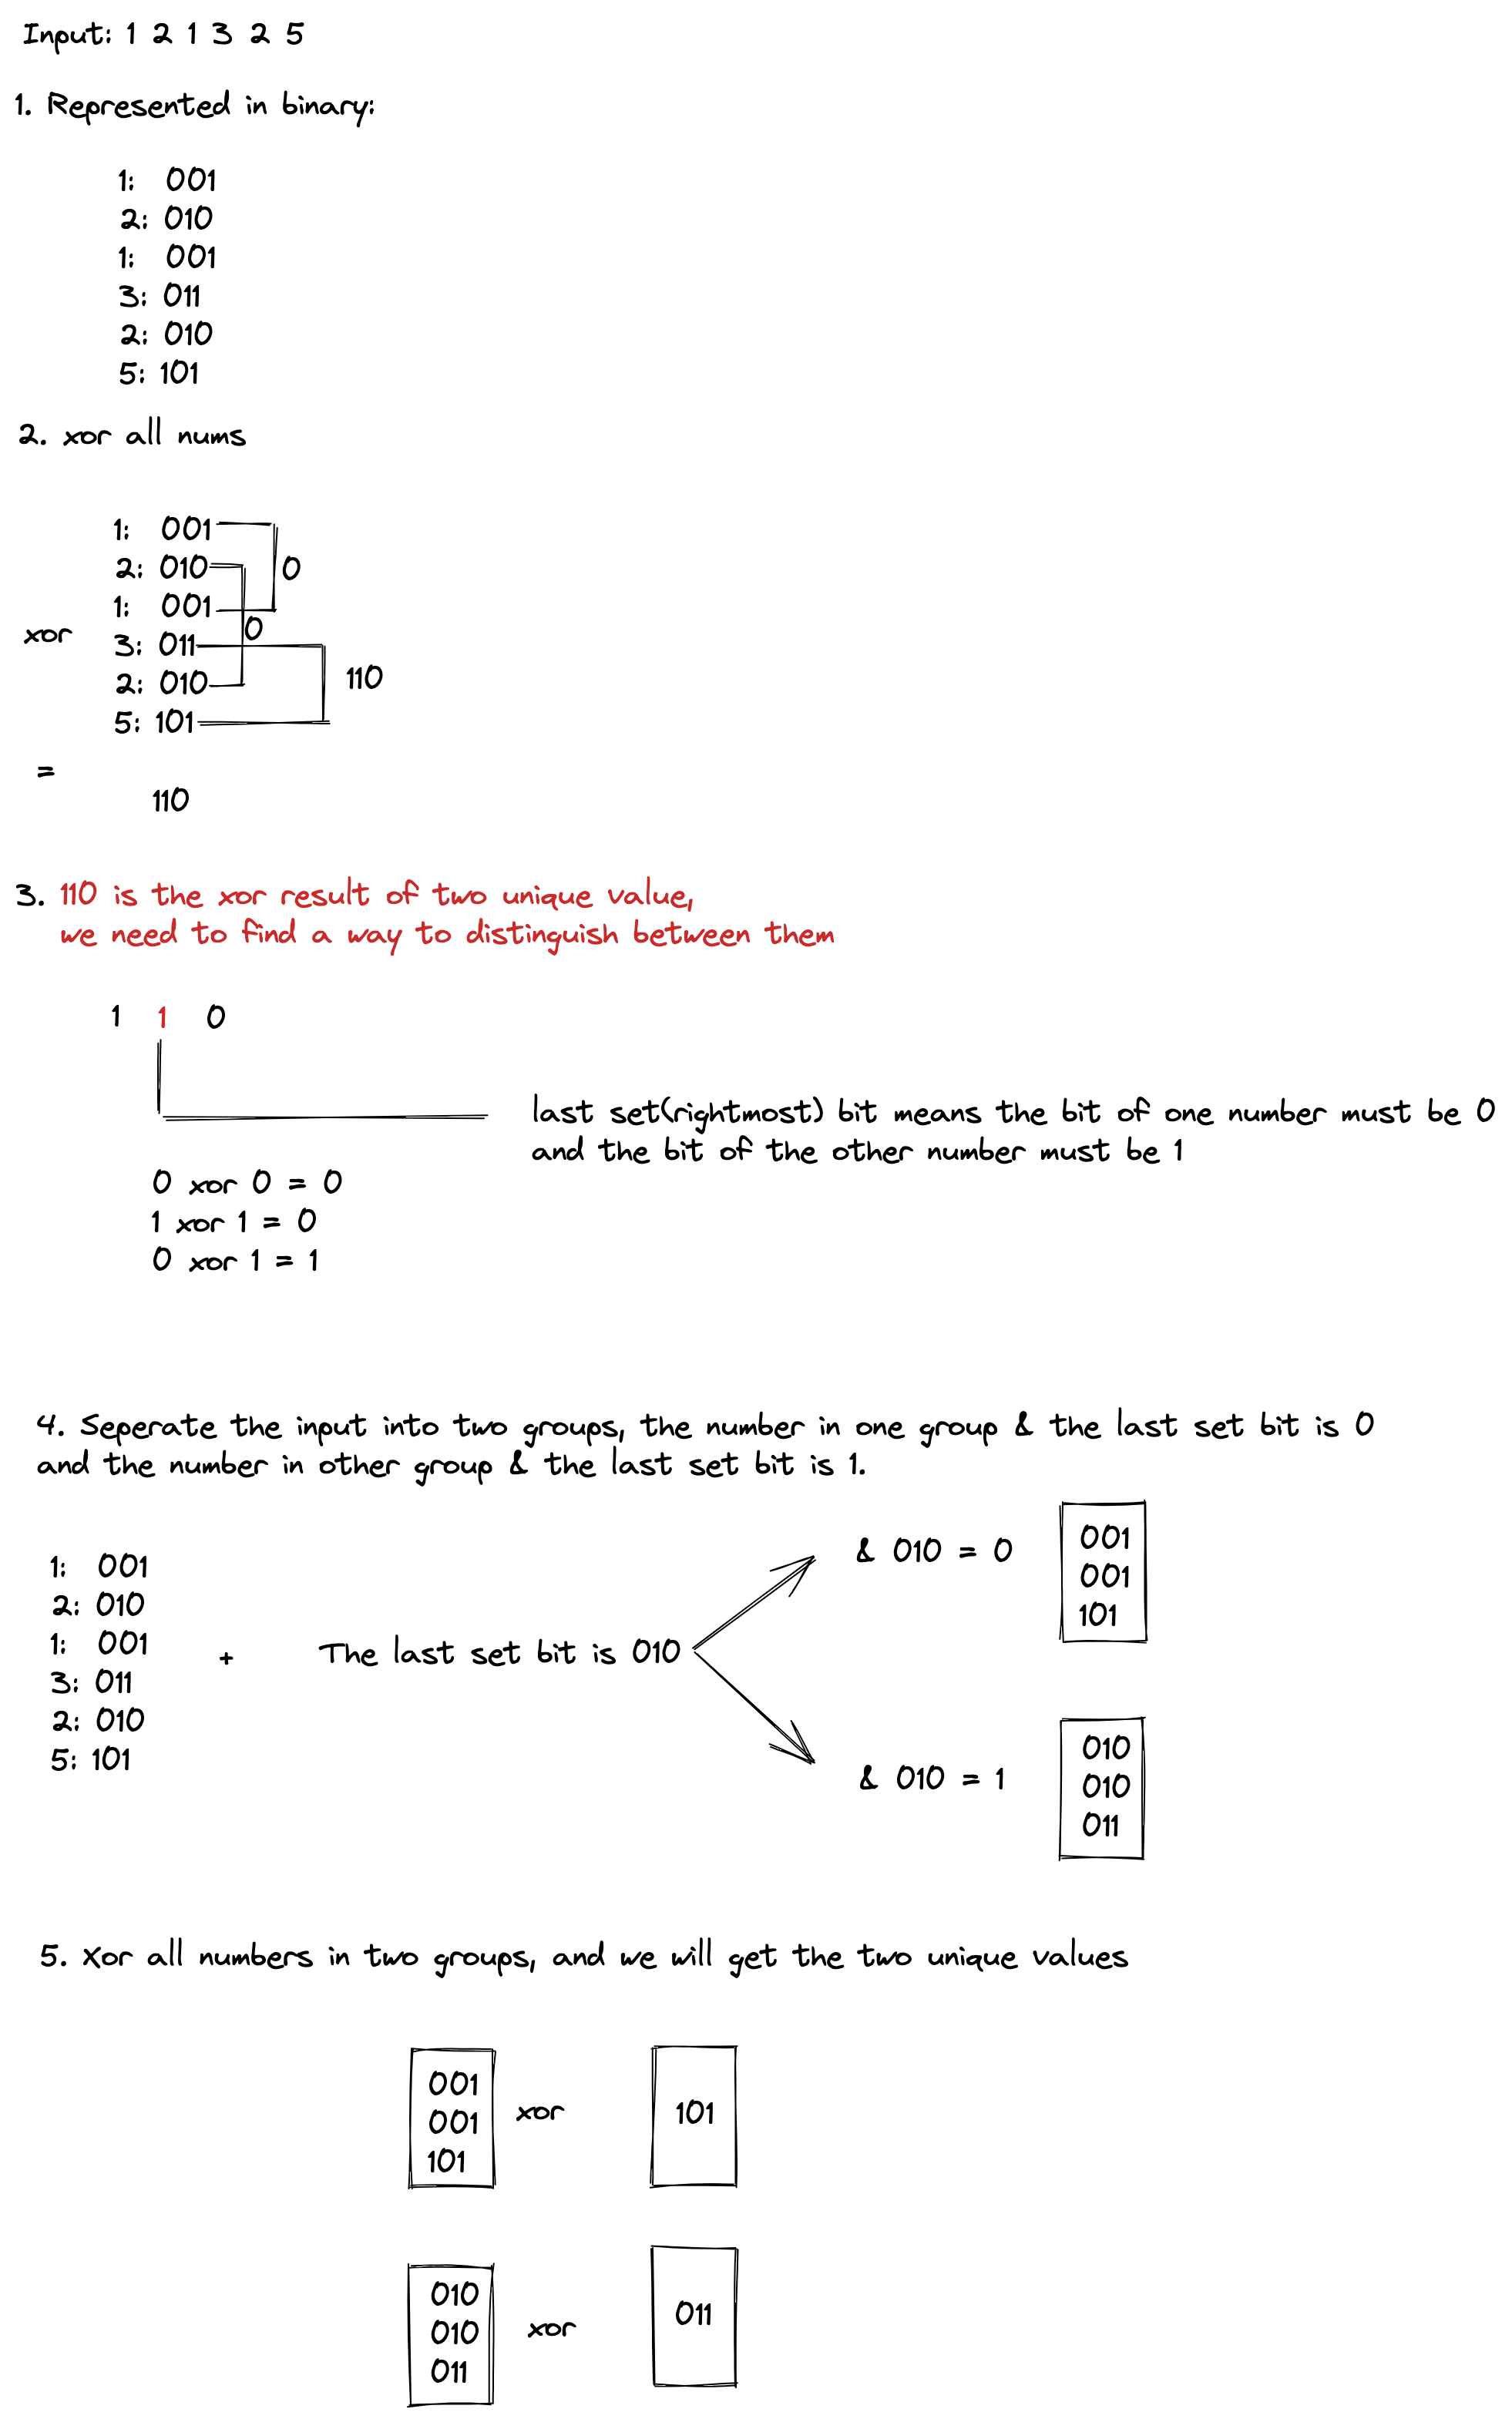 Input: 1 2 1 3 2 5
1. Represented in binary:
1: 001
2: 010
1: 001
3: 011
2: 010
5: 101
2. xor all nums
1: 001
2: 010
0
1: 001
0
xor
3: 011
2: 010
110
5: 101
=
110
3. 110 is the xor result of two unique value,
we need to find a way to distinguish between them
1 1 0
last set(rightmost) bit means the bit of one number must be 0
and the bit of the other number must be 1
0 xor 0 = 0
1 xor 1 = 0
0 xor 1 = 1
4. Seperate the input into two groups, the number in one group & the last set bit is 0
and the number in other group & the last set bit is 1.
1: 001
2: 010
1: 001
3: 011
2: 010
5: 101
+
The last set bit is 010
& 010 = 0
001
001
101
& 010 = 1
010
010
011
5. Xor all numbers in two groups, and we will get the two unique values
001
001
101
xor
101
010
010
011
xor
011